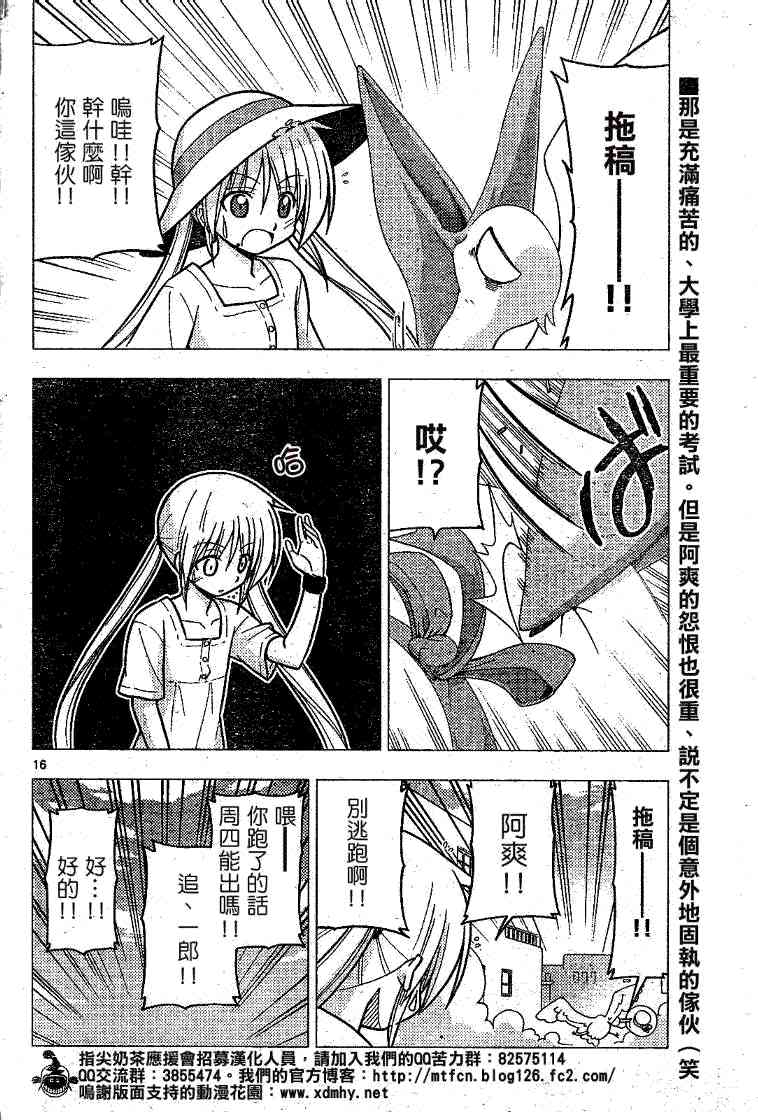 拖稿——!!
嗚哇!!幹!!
幹什麼啊
你這傢伙!!
哎!?
哈
16
拖稿——!!
阿爽!!
別逃跑啊!!
喂——
你跑了的話
周四能出嗎!!
追、一郎!!
好…!!
好的!!
■那是充滿痛苦的、大學上最重要的考試。但是阿爽的怨恨也很重、説不定是個意外地固執的傢伙（笑
指尖奶茶應援會招募漢化人員，請加入我們的QQ苦力群：82575114
QQ交流群：3855474。我們的官方博客：http://mtfcn.blog126.fc2.com/
鳴謝版面支持的動漫花園：www.xdmhy.net